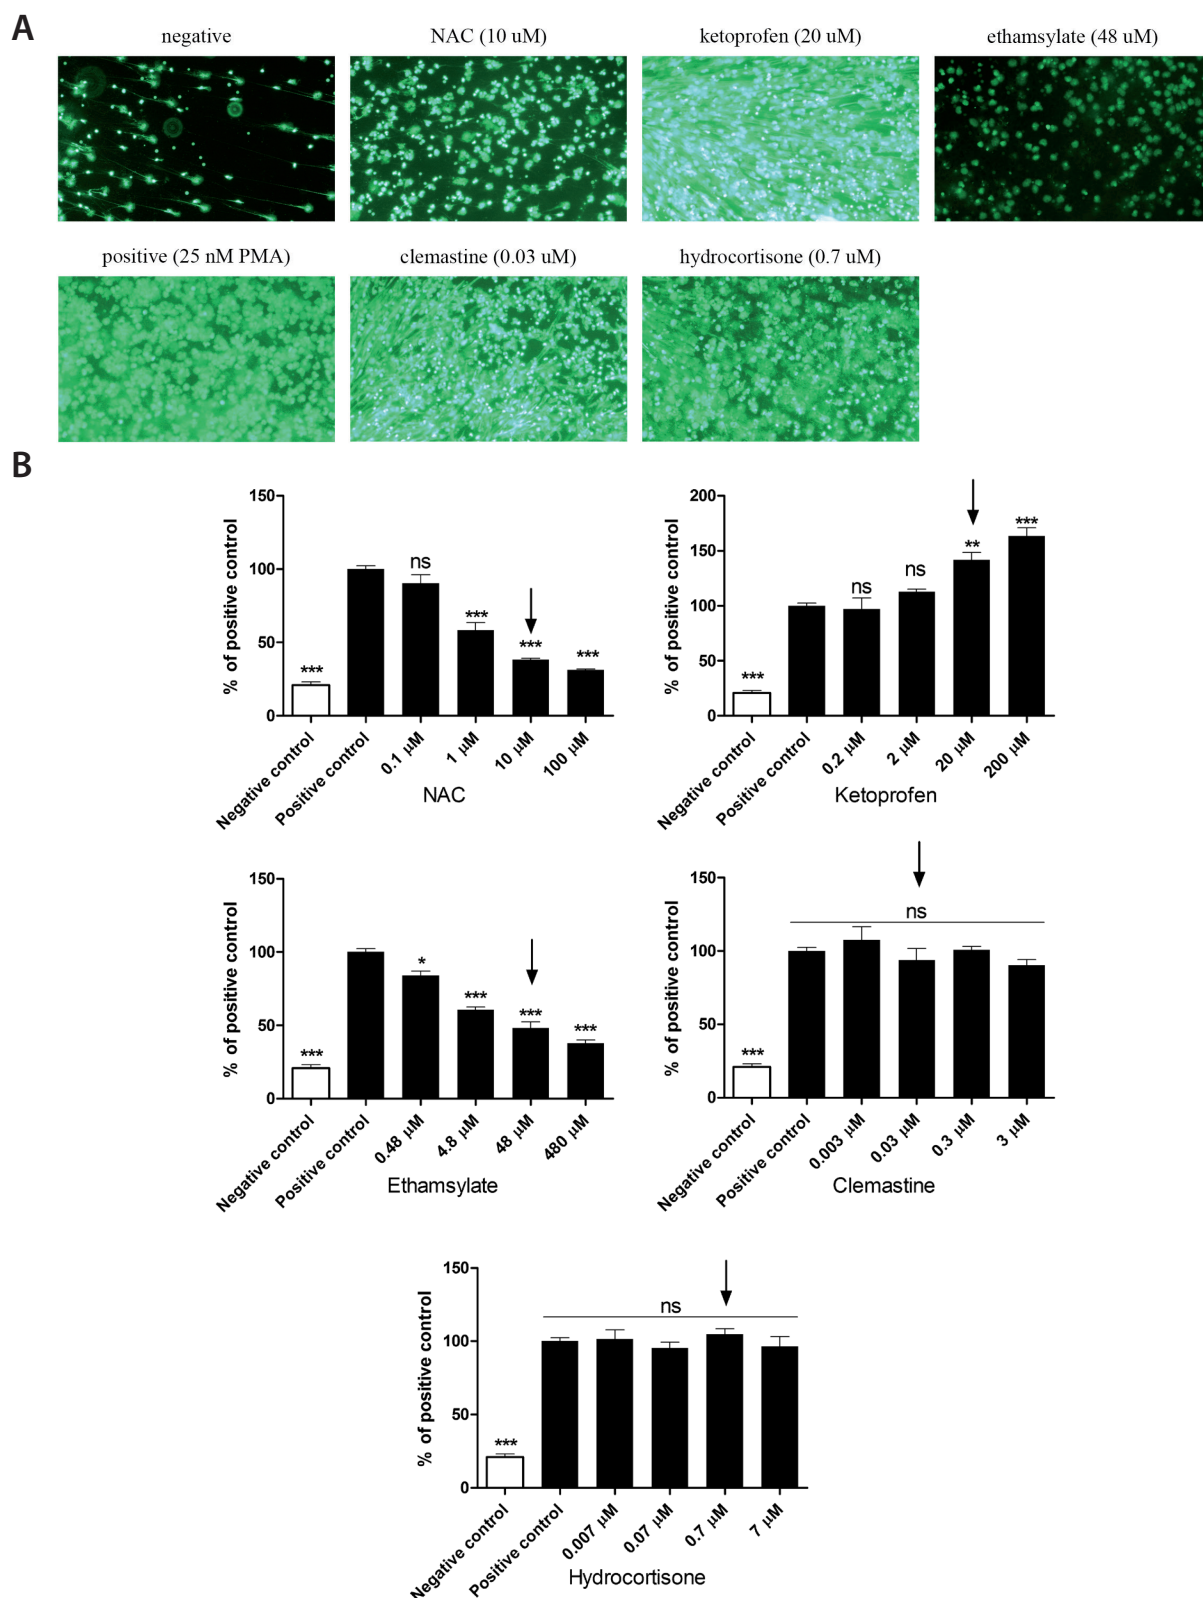 A
negative
NAC (10 uM)
ketoprofen (20 uM)
ethamsylate (48 uM)
positive (25 nM PMA)
clemastine (0.03 uM)
hydrocortisone (0.7 uM)
B
% of positive control
150
100
50
0
***
ns
***
***
***
Negative control
Positive control
0.1 µM
1 µM
10 µM
100 µM
NAC
% of positive control
200
150
100
50
0
***
ns
ns
**
***
Negative control
Positive control
0.2 µM
2 µM
20 µM
200 µM
Ketoprofen
% of positive control
150
100
50
0
***
*
***
***
***
Negative control
Positive control
0.48 µM
4.8 µM
48 µM
480 µM
Ethamsylate
% of positive control
150
100
50
0
***
ns
Negative control
Positive control
0.003 µM
0.03 µM
0.3 µM
3 µM
Clemastine
% of positive control
150
100
50
0
***
ns
Negative control
Positive control
0.007 µM
0.07 µM
0.7 µM
7 µM
Hydrocortisone